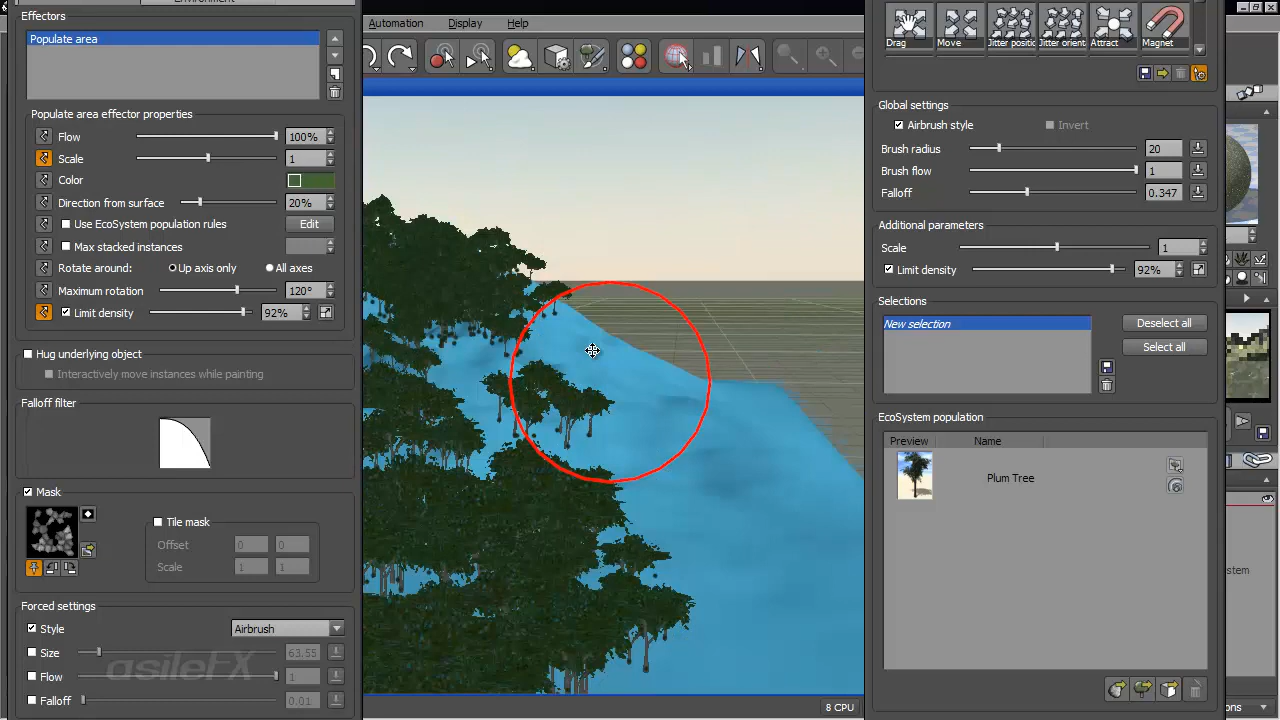 Effectors
Populate area
Populate area effector properties
Flow 100%
Scale 1
Color
Direction from surface 20%
Use EcoSystem population rules Edit
Max stacked instances
Rotate around: Up axis only All axes
Maximum rotation 120°
Limit density 92%
Hug underlying object
Interactively move instances while painting
Falloff filter
Mask
Tile mask
Offset 0 0
Scale 1 1
Forced settings
Style Airbrush
Size 63.55
Flow 1
Falloff 0.01
asileFX
Automation Display Help
8 CPU
Drag Move Jitter positic Jitter orient Attract Magnet
Global settings
Airbrush style Invert
Brush radius 20
Brush flow 1
Falloff 0.347
Additional parameters
Scale 1
Limit density 92%
Selections
New selection
Deselect all
Select all
EcoSystem population
Preview Name
Plum Tree
stem
ons